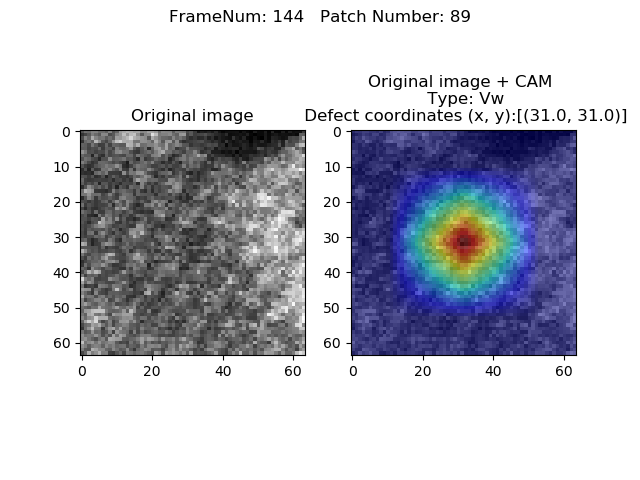 FrameNum: 144   Patch Number: 89
Original image + CAM
Type: Vw
Original image
Defect coordinates (x, y):[(31.0, 31.0)]
0
10
20
30
40
50
60
0 20 40 60
0
10
20
30
40
50
60
0 20 40 60